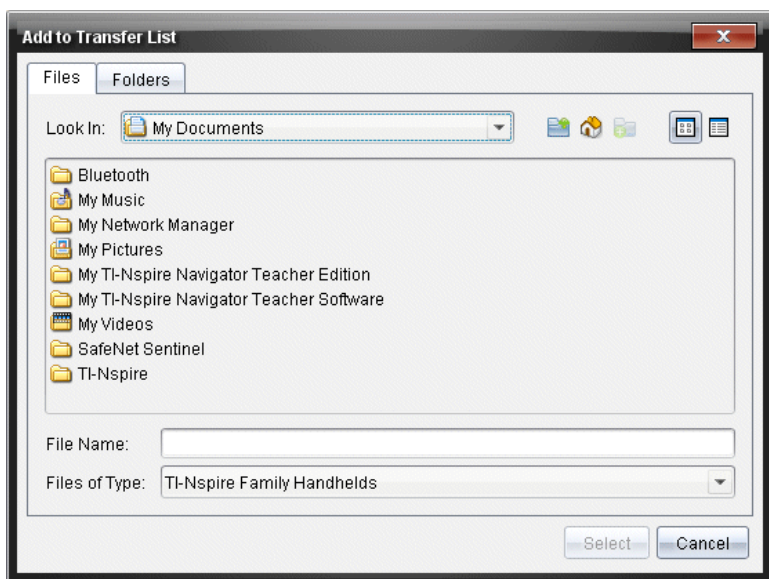 Add to Transfer List
Files Folders
Look In: My Documents
Bluetooth
My Music
My Network Manager
My Pictures
My TI-Nspire Navigator Teacher Edition
My TI-Nspire Navigator Teacher Software
My Videos
SafeNet Sentinel
TI-Nspire
File Name:
Files of Type: TI-Nspire Family Handhelds
Select Cancel